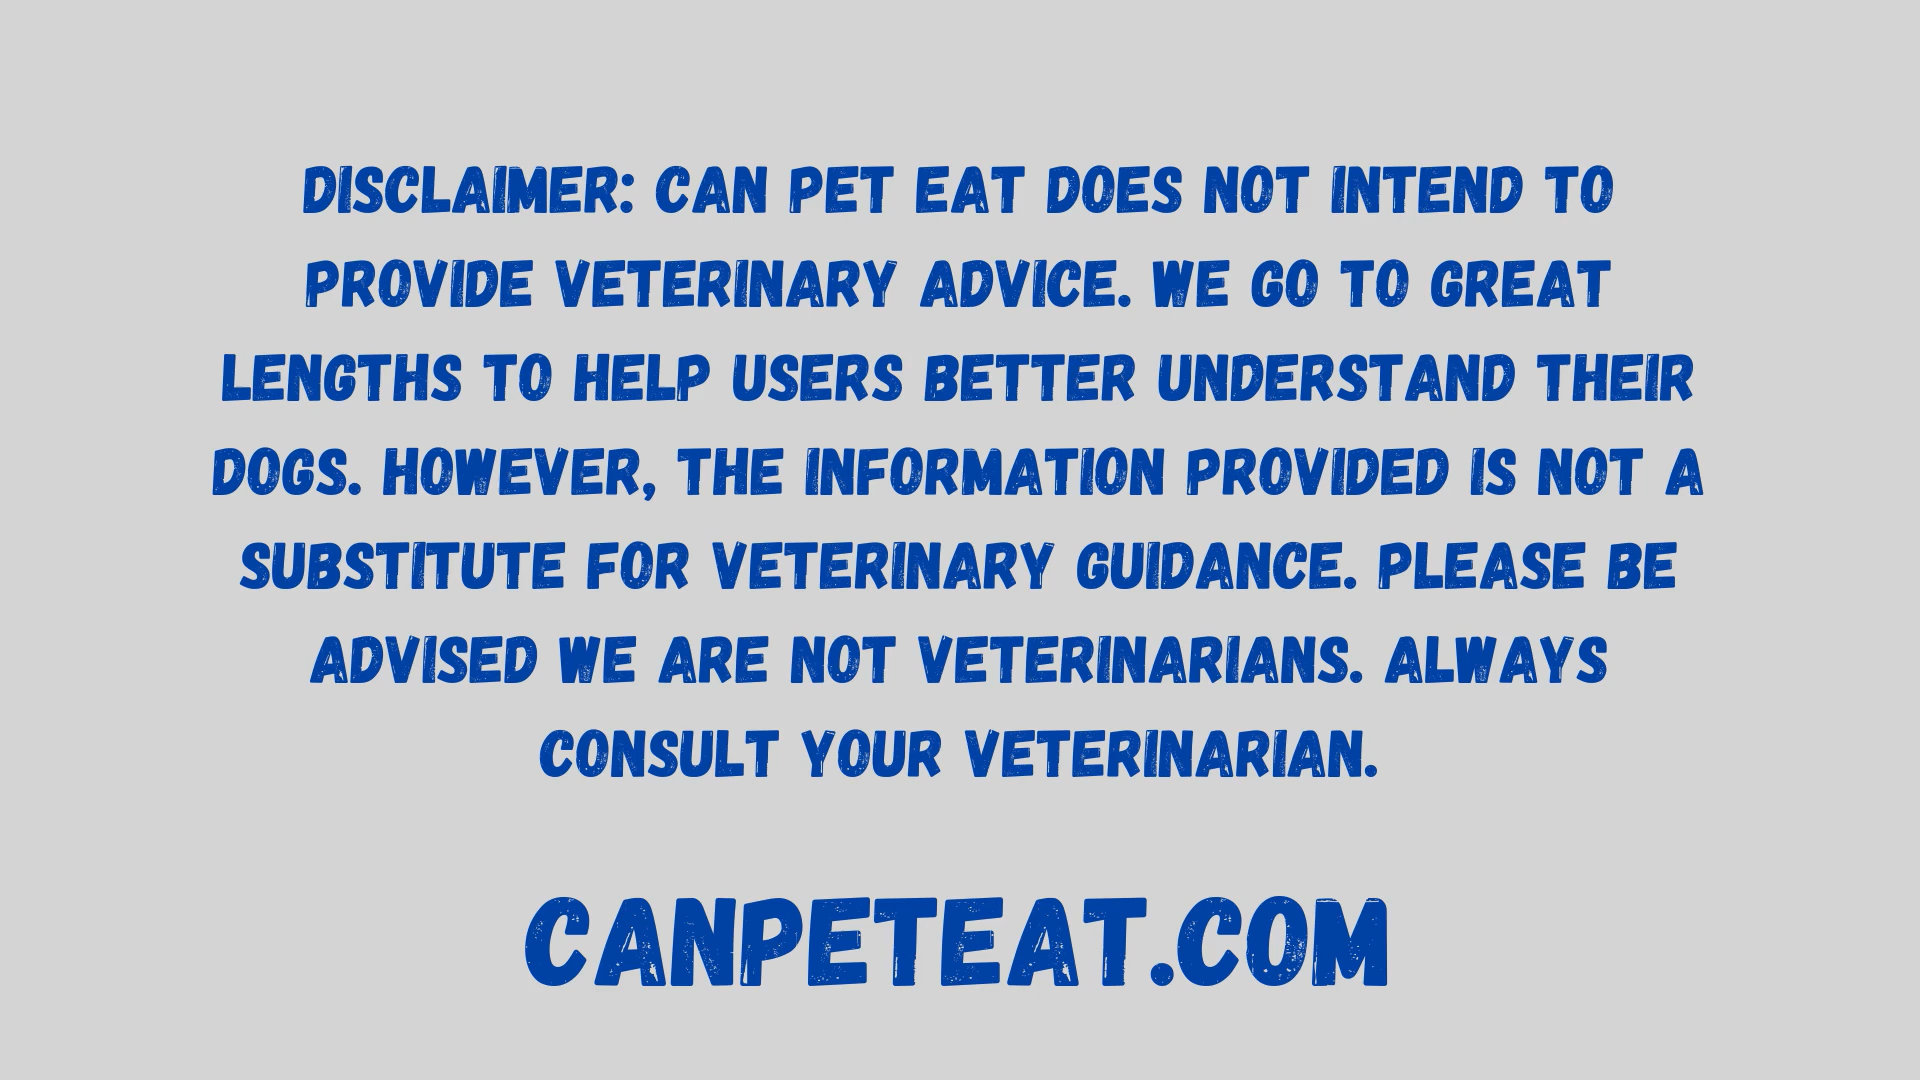 DISCLAIMER: CAN PET EAT DOES NOT INTEND TO
PROVIDE VETERINARY ADVICE. WE GO TO GREAT
LENGTHS TO HELP USERS BETTER UNDERSTAND THEIR
DOGS. HOWEVER, THE INFORMATION PROVIDED IS NOT A
SUBSTITUTE FOR VETERINARY GUIDANCE. PLEASE BE
ADVISED WE ARE NOT VETERINARIANS. ALWAYS
CONSULT YOUR VETERINARIAN.
CANPETEAT.COM